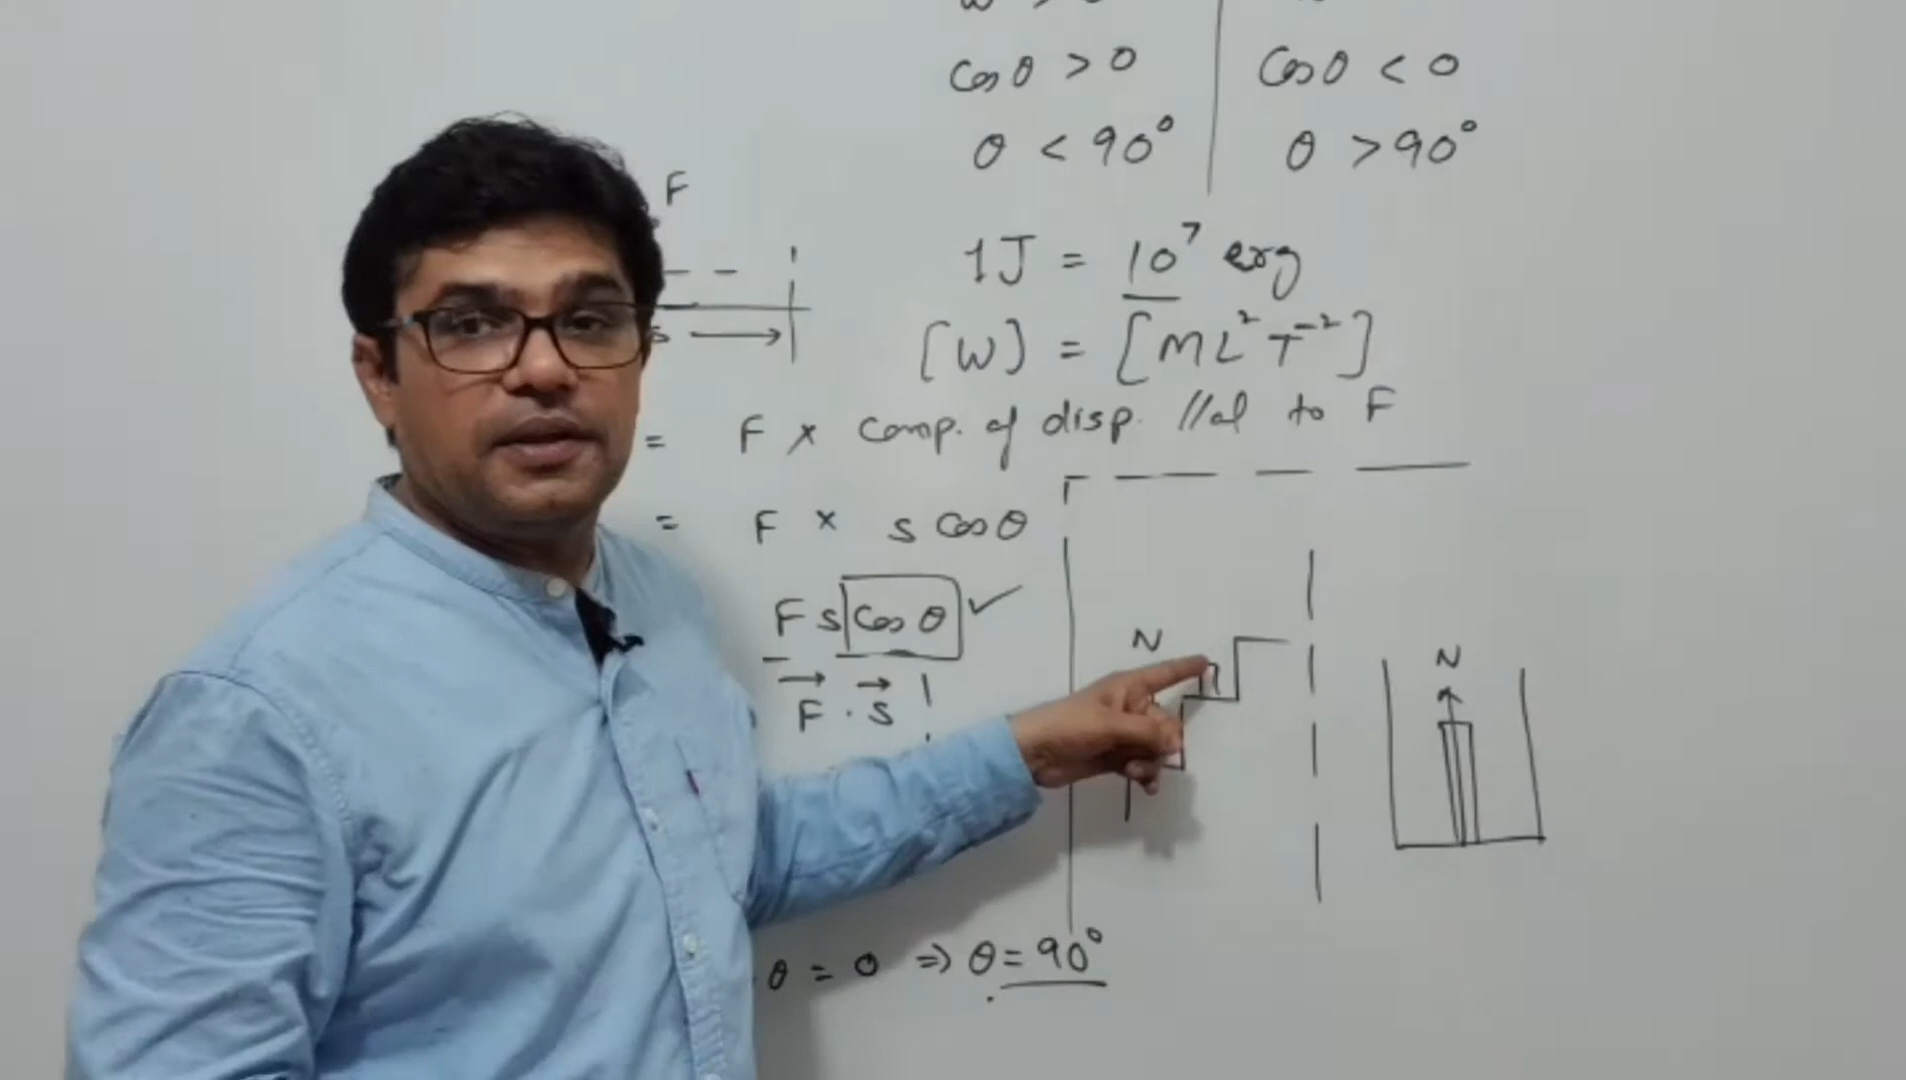 cos θ > 0
cos θ < 0
θ < 90°
θ > 90°
F
1J = 10⁷ erg
[W] = [ML²T⁻²]
= F × Comp. of disp. //al to F
= F × s cos θ
F s cos θ ✓
F⃗ . s⃗
N
N
θ = 0 ⇒ θ = 90°